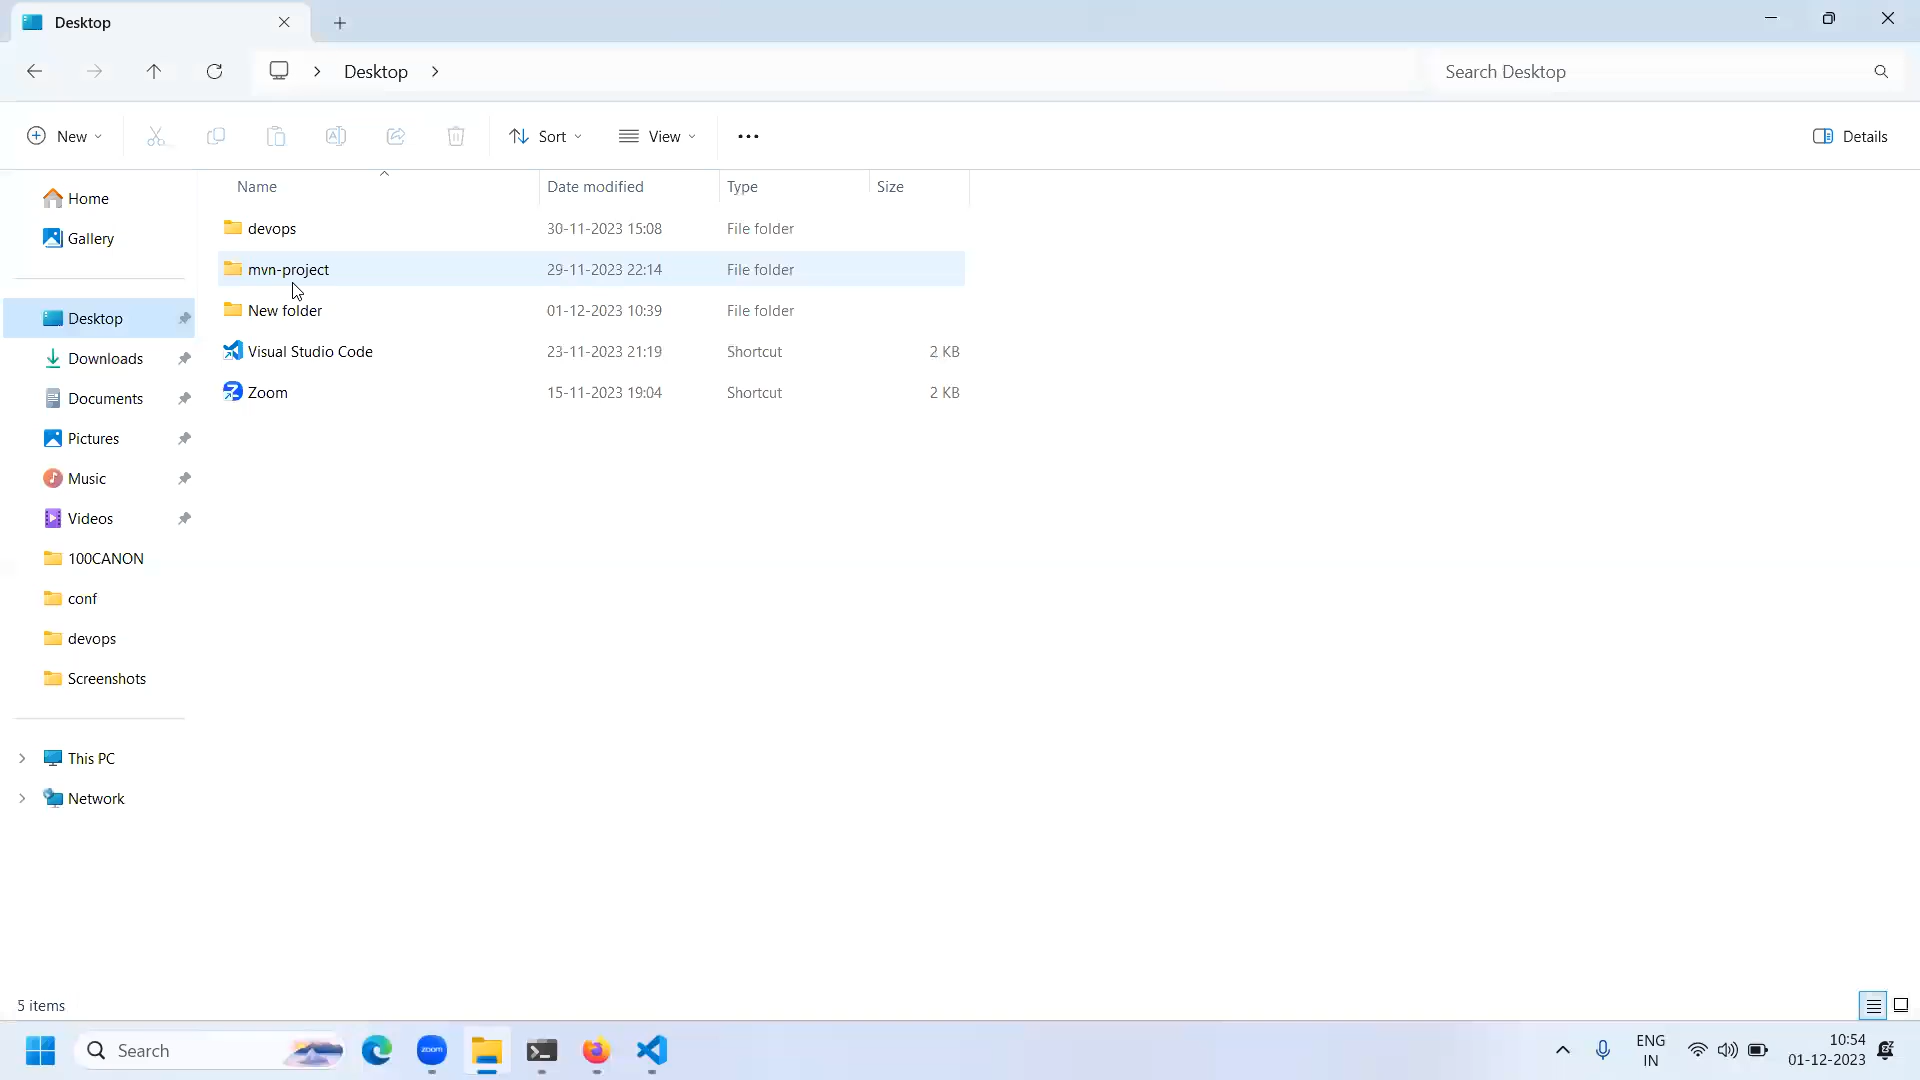 Desktop
Desktop
Search Desktop
New
Sort
View
Details
Name Date modified Type Size
devops 30-11-2023 15:08 File folder
mvn-project 29-11-2023 22:14 File folder
New folder 01-12-2023 10:39 File folder
Visual Studio Code 23-11-2023 21:19 Shortcut 2 KB
Zoom 15-11-2023 19:04 Shortcut 2 KB
Home
Gallery
Desktop
Downloads
Documents
Pictures
Music
Videos
100CANON
conf
devops
Screenshots
This PC
Network
5 items
Search
zoom
ENG
IN
10:54
01-12-2023